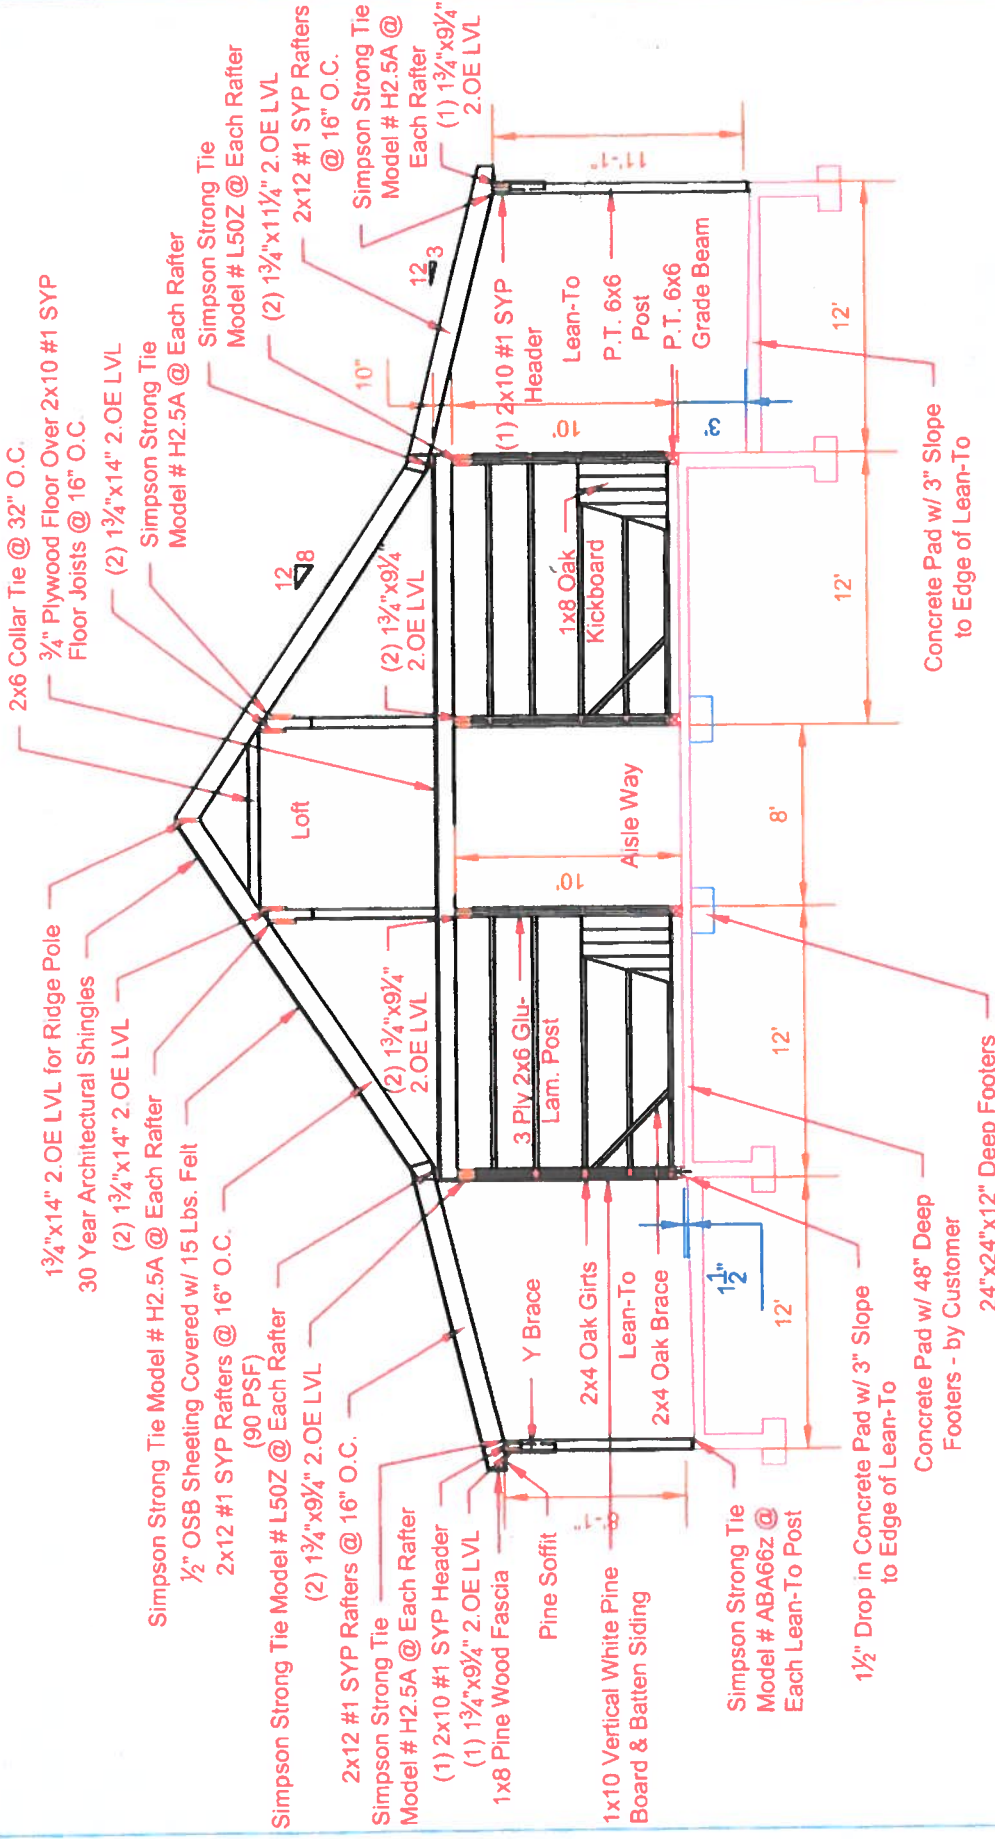 2x6 Collar Tie @ 32" O.C.
¾" Plywood Floor Over 2x10 #1 SYP
Floor Joists @ 16" O.C.
(2) 1¾"x14" 2.OE LVL
Simpson Strong Tie
Model # H2.5A @ Each Rafter
Simpson Strong Tie
Model # L50Z @ Each Rafter
(2) 1¾"x11¼" 2.OE LVL
2x12 #1 SYP Rafters
@ 16" O.C.
Simpson Strong Tie
Model # H2.5A @
Each Rafter
(1) 1¾"x9¼"
2.OE LVL
1¾"x14" 2.OE LVL for Ridge Pole
30 Year Architectural Shingles
(2) 1¾"x14" 2.OE LVL
Simpson Strong Tie Model # H2.5A @ Each Rafter
½" OSB Sheeting Covered w/ 15 Lbs. Felt
2x12 #1 SYP Rafters @ 16" O.C.
(90 PSF)
Simpson Strong Tie Model # L50Z @ Each Rafter
(2) 1¾"x9¼" 2.OE LVL
2x12 #1 SYP Rafters @ 16" O.C.
Simpson Strong Tie
Model # H2.5A @ Each Rafter
(1) 2x10 #1 SYP Header
(1) 1¾"x9¼" 2.OE LVL
1x8 Pine Wood Fascia
Pine Soffit
1x10 Vertical White Pine
Board & Batten Siding
Simpson Strong Tie
Model # ABA66z @
Each Lean-To Post
1½" Drop in Concrete Pad w/ 3" Slope
to Edge of Lean-To
Concrete Pad w/ 48" Deep
Footers - by Customer
24"x24"x12" Deep Footers
Concrete Pad w/ 3" Slope
to Edge of Lean-To
12
8
12
3
10"
Loft
(2) 1¾"x9¼"
2.OE LVL
(2) 1¾"x9¼
2.OE LVL
3 Ply 2x6 Glu-
Lam. Post
Y Brace
2x4 Oak Girts
Lean-To
2x4 Oak Brace
Aisle Way
1x8 Oak
Kickboard
(1) 2x10 #1 SYP
Header
Lean-To
P.T. 6x6
Post
P.T. 6x6
Grade Beam
8'-1"
10'
10'
3'
11'-1"
1½"
12'
12'
8'
12'
12'